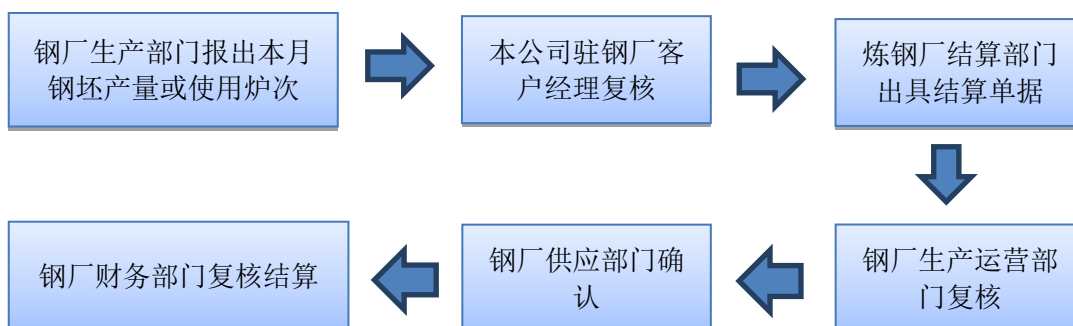 钢厂生产部门报出本月
钢坯产量或使用炉次
本公司驻钢厂客
户经理复核
炼钢厂结算部门
出具结算单据
钢厂生产运营部
门复核
钢厂供应部门确
认
钢厂财务部门复核结算